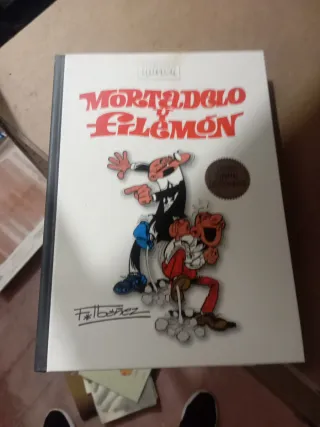 MORTADELO
Y
FILEMÓN
F. Ibáñez